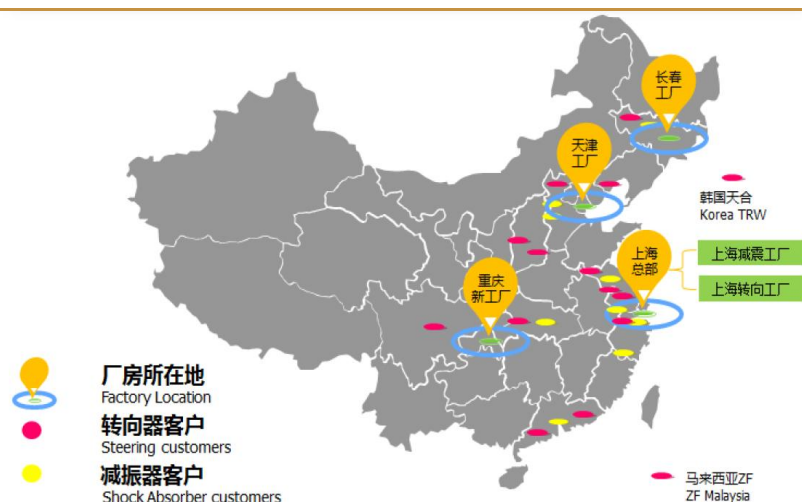 长春
工厂
天津
工厂
韩国天合
Korea TRW
上海
总部
上海减震工厂
上海转向工厂
重庆
新工厂
厂房所在地
Factory Location
转向器客户
Steering customers
减振器客户
Shock Absorber customers
马来西亚ZF
ZF Malaysia